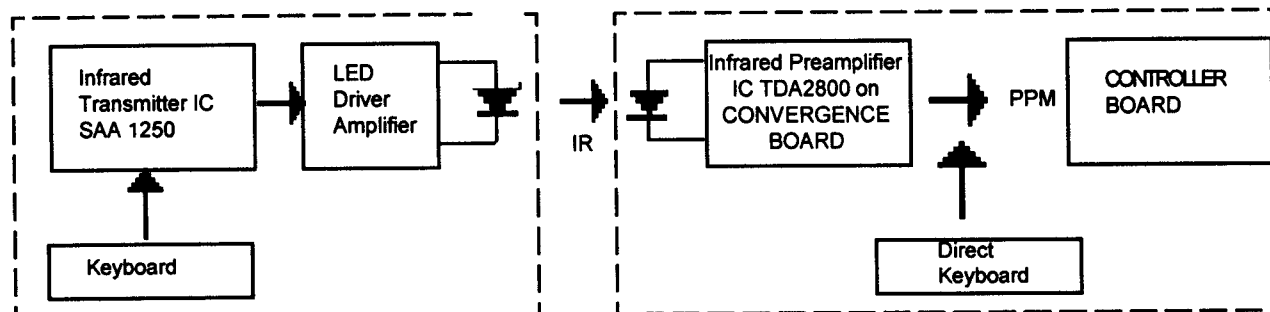 Infrared
Transmitter IC
SAA 1250
LED
Driver
Amplifier
Keyboard
IR
Infrared Preamplifier
IC TDA2800 on
CONVERGENCE
BOARD
PPM
CONTROLLER
BOARD
Direct
Keyboard